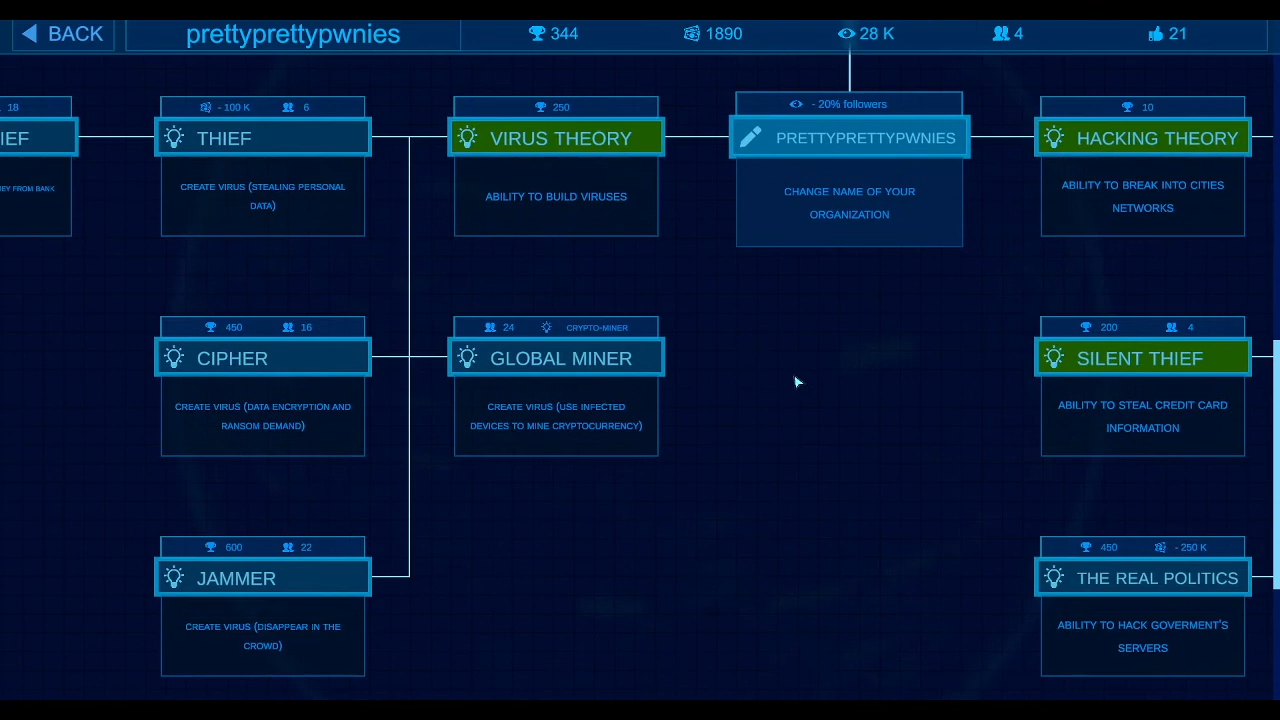 BACK
prettyprettypwnies
344
1890
28 K
4
21
18
IEF
EY FROM BANK
- 100 K 6
THIEF
CREATE VIRUS (STEALING PERSONAL
DATA)
250
VIRUS THEORY
ABILITY TO BUILD VIRUSES
- 20% followers
PRETTYPRETTYPWNIES
CHANGE NAME OF YOUR
ORGANIZATION
10
HACKING THEORY
ABILITY TO BREAK INTO CITIES
NETWORKS
450 16
CIPHER
CREATE VIRUS (DATA ENCRYPTION AND
RANSOM DEMAND)
24 CRYPTO-MINER
GLOBAL MINER
CREATE VIRUS (USE INFECTED
DEVICES TO MINE CRYPTOCURRENCY)
200 4
SILENT THIEF
ABILITY TO STEAL CREDIT CARD
INFORMATION
600 22
JAMMER
CREATE VIRUS (DISAPPEAR IN THE
CROWD)
450 - 250 K
THE REAL POLITICS
ABILITY TO HACK GOVERMENT'S
SERVERS